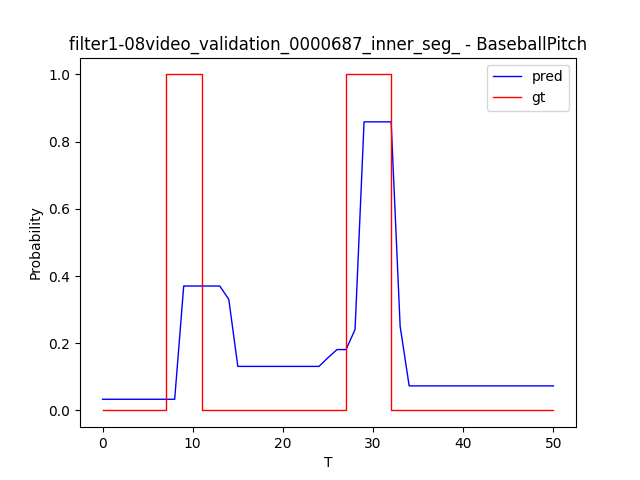 filter1-08video_validation_0000687_inner_seg_ - BaseballPitch
pred
gt
1.0
0.8
0.6
0.4
0.2
0.0
Probability
0
10
20
30
40
50
T